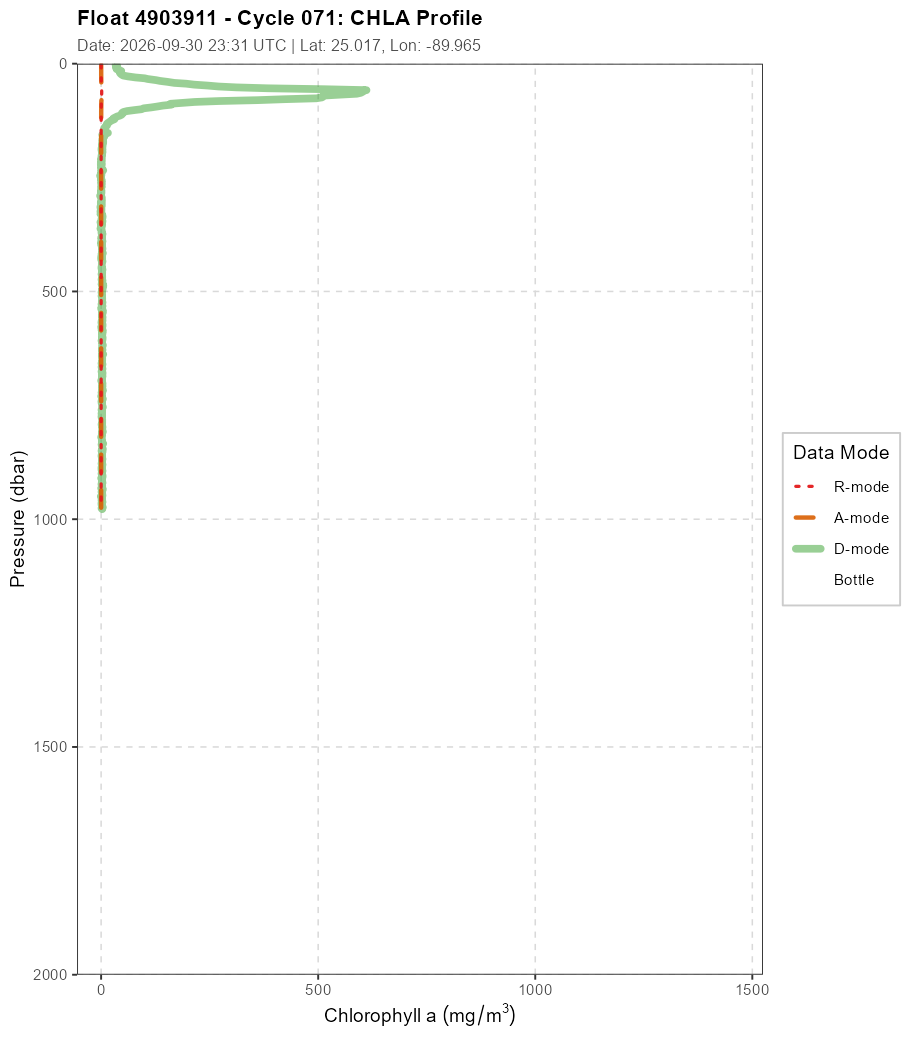 Float 4903911 - Cycle 071: CHLA Profile
Date: 2026-09-30 23:31 UTC | Lat: 25.017, Lon: -89.965
0
500
1000
1500
2000
Pressure (dbar)
0 500 1000 1500
Chlorophyll a (mg/m³)
Data Mode
R-mode
A-mode
D-mode
Bottle